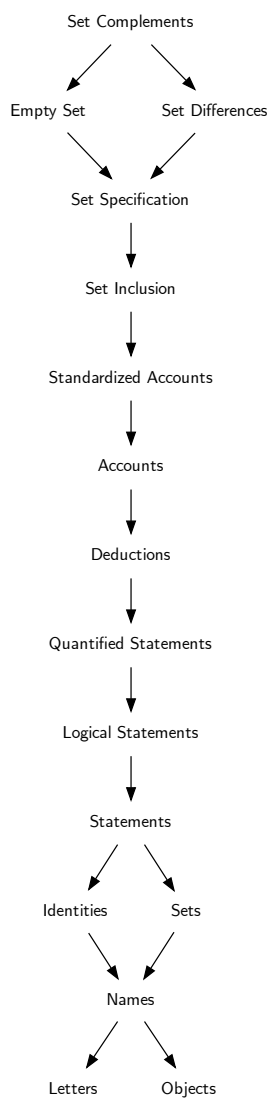 Set Complements
Empty Set
Set Differences
Set Specification
Set Inclusion
Standardized Accounts
Accounts
Deductions
Quantified Statements
Logical Statements
Statements
Identities
Sets
Names
Letters
Objects